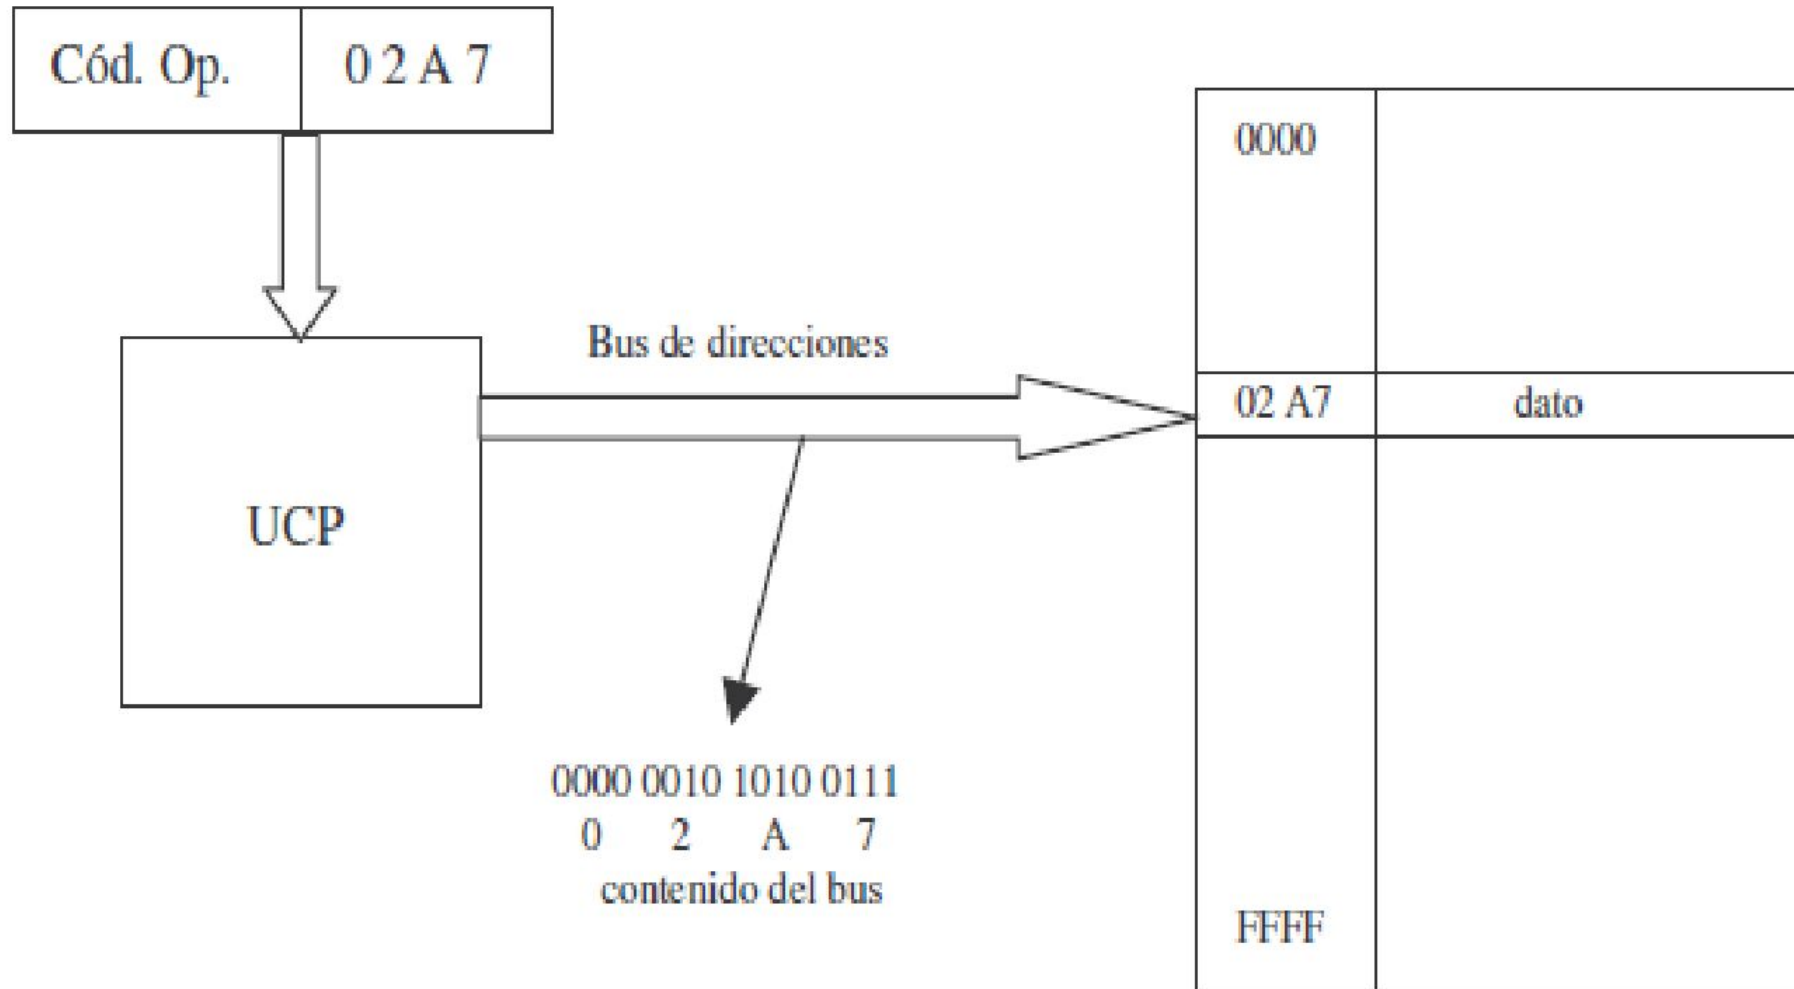 Cód. Op. 0 2 A 7
0000
Bus de direcciones
02 A7 dato
UCP
0000 0010 1010 0111
0 2 A 7
contenido del bus
FFFF